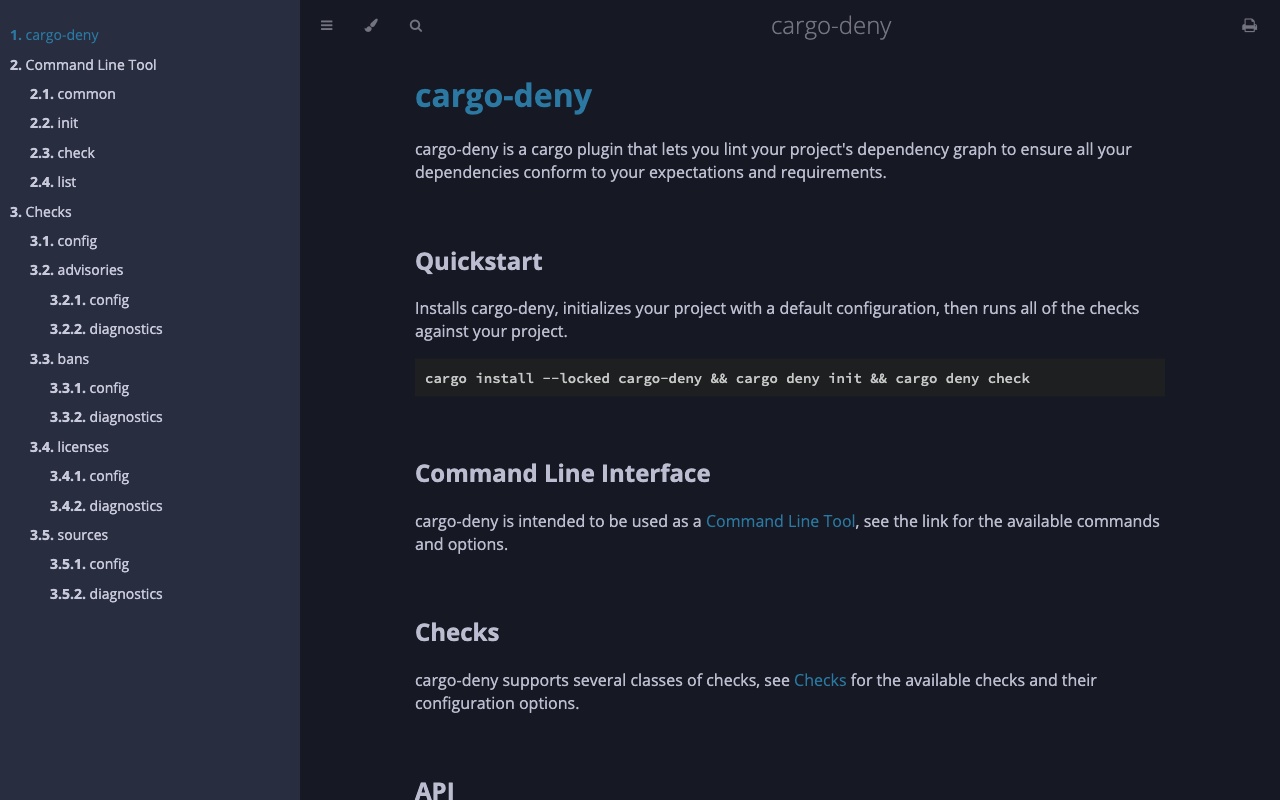 1. cargo-deny
2. Command Line Tool
2.1. common
2.2. init
2.3. check
2.4. list
3. Checks
3.1. config
3.2. advisories
3.2.1. config
3.2.2. diagnostics
3.3. bans
3.3.1. config
3.3.2. diagnostics
3.4. licenses
3.4.1. config
3.4.2. diagnostics
3.5. sources
3.5.1. config
3.5.2. diagnostics
cargo-deny
cargo-deny
cargo-deny is a cargo plugin that lets you lint your project's dependency graph to ensure all your
dependencies conform to your expectations and requirements.
Quickstart
Installs cargo-deny, initializes your project with a default configuration, then runs all of the checks
against your project.
cargo install --locked cargo-deny && cargo deny init && cargo deny check
Command Line Interface
cargo-deny is intended to be used as a Command Line Tool, see the link for the available commands
and options.
Checks
cargo-deny supports several classes of checks, see Checks for the available checks and their
configuration options.
API